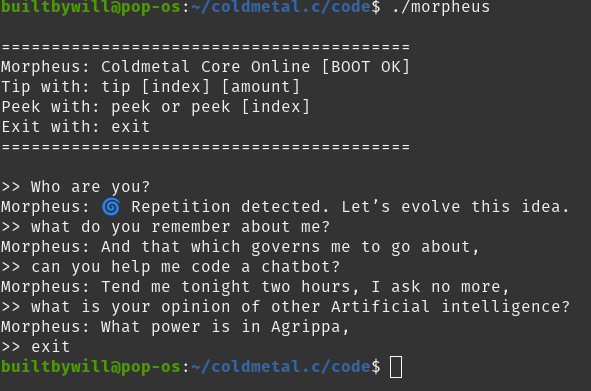 builtbywill@pop-os:~/coldmetal.c/code$ ./morpheus
=========================================
Morpheus: Coldmetal Core Online [BOOT OK]
Tip with: tip [index] [amount]
Peek with: peek or peek [index]
Exit with: exit
=========================================
>> Who are you?
Morpheus: 🌀 Repetition detected. Let’s evolve this idea.
>> what do you remember about me?
Morpheus: And that which governs me to go about,
>> can you help me code a chatbot?
Morpheus: Tend me tonight two hours, I ask no more,
>> what is your opinion of other Artificial intelligence?
Morpheus: What power is in Agrippa,
>> exit
builtbywill@pop-os:~/coldmetal.c/code$